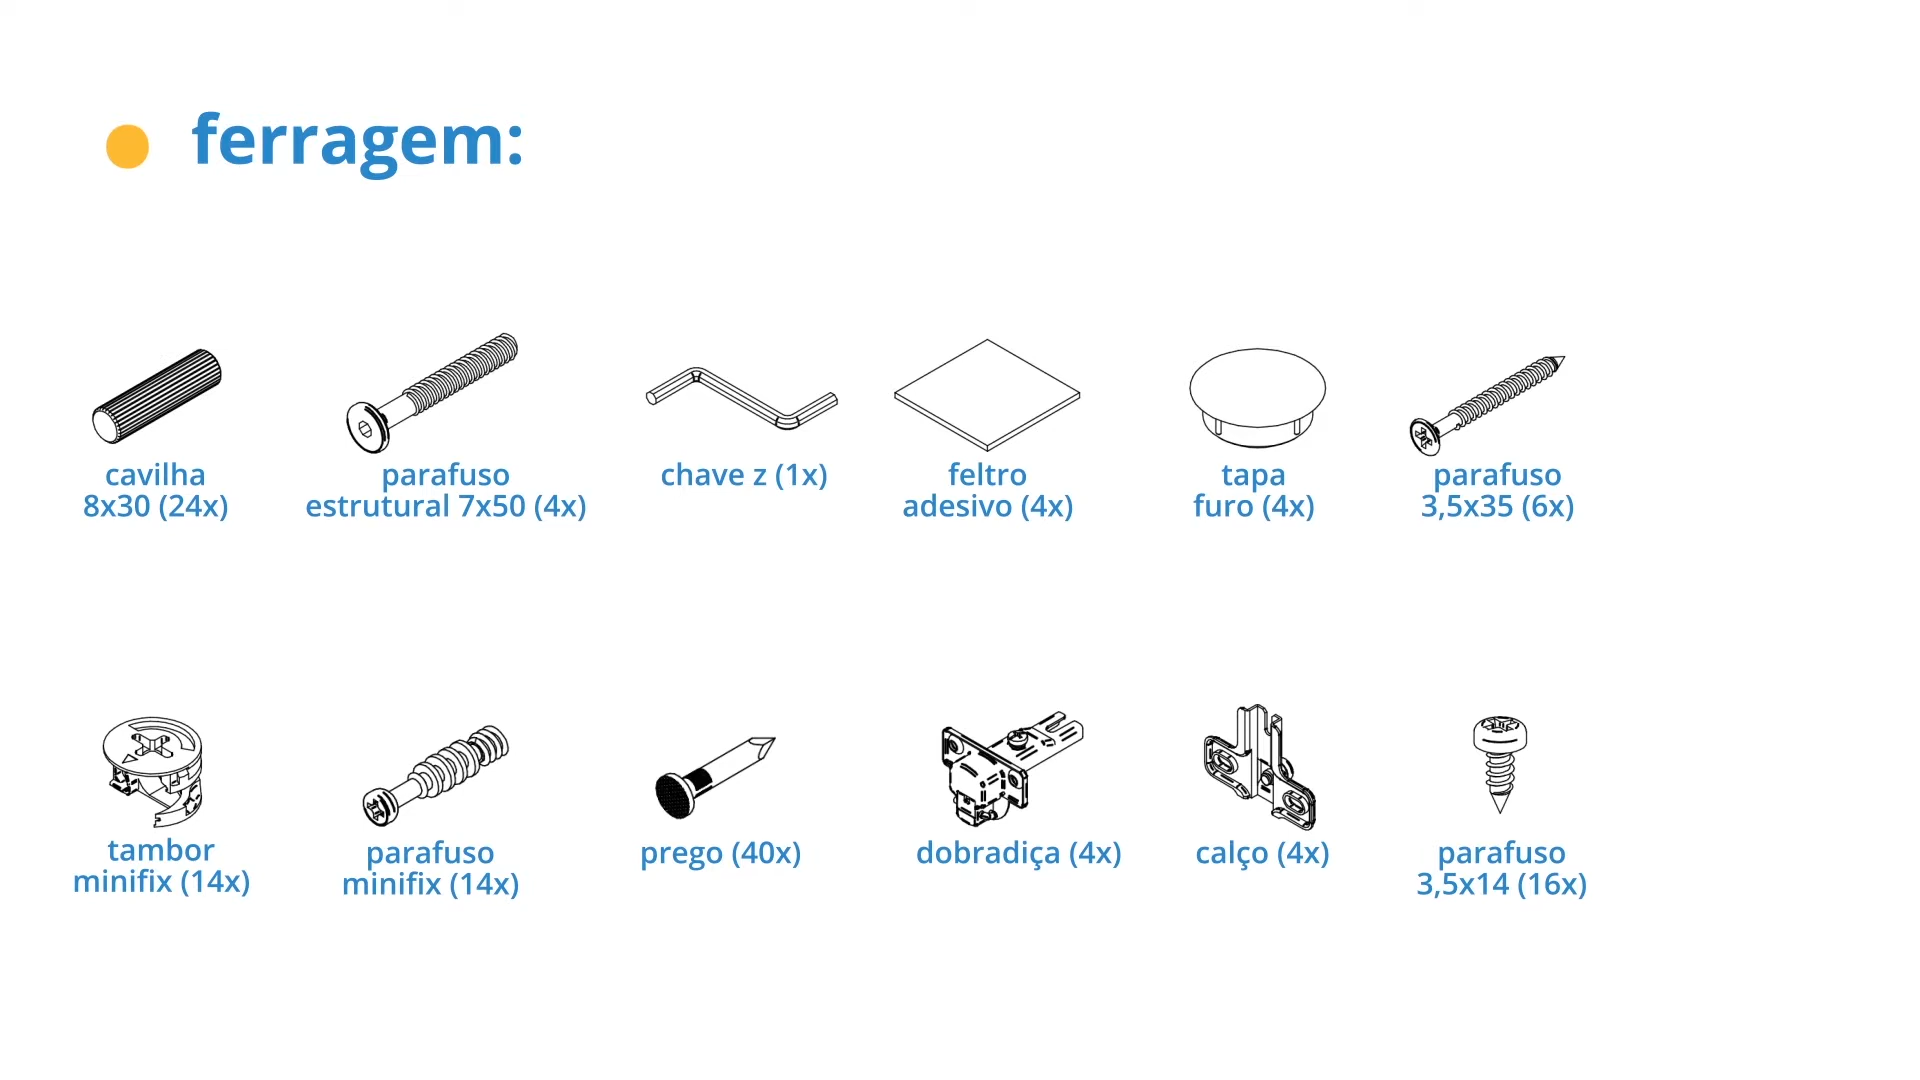 ferragem:
cavilha
8x30 (24x)
parafuso
estrutural 7x50 (4x)
chave z (1x)
feltro
adesivo (4x)
tapa
furo (4x)
parafuso
3,5x35 (6x)
tambor
minifix (14x)
parafuso
minifix (14x)
prego (40x)
dobradiça (4x)
calço (4x)
parafuso
3,5x14 (16x)